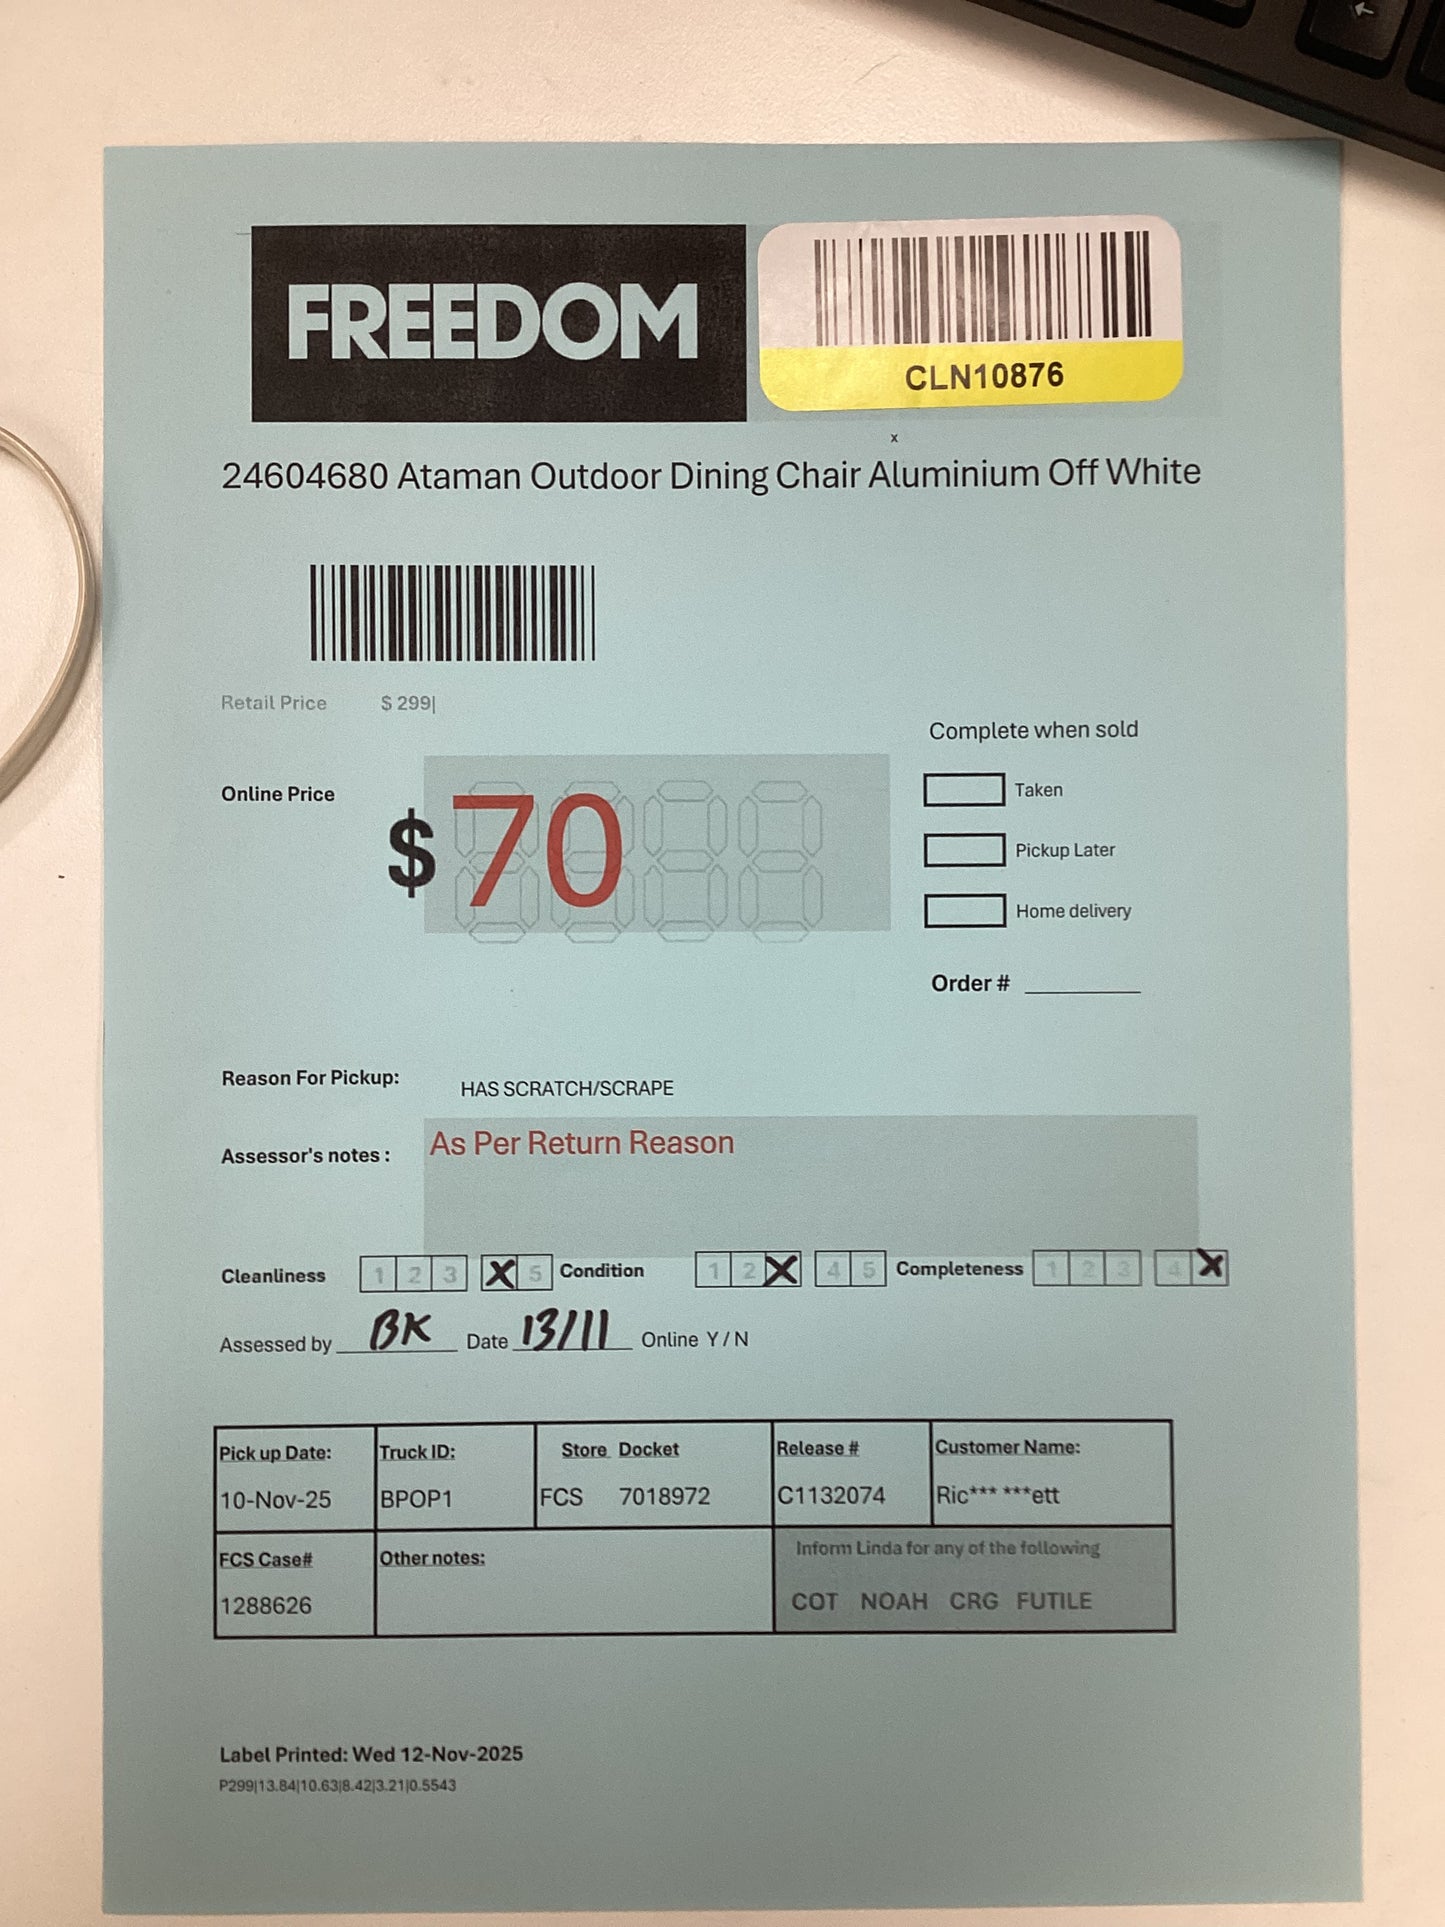 FREEDOM
CLN10876
x
24604680 Ataman Outdoor Dining Chair Aluminium Off White
Retail Price $ 299|
Complete when sold
Online Price $ 70
Taken
Pickup Later
Home delivery
Order #
Reason For Pickup: HAS SCRATCH/SCRAPE
Assessor's notes : As Per Return Reason
Cleanliness 1 2 3 X 5 Condition 1 2 X 4 5 Completeness 1 2 3 4 X
Assessed by BK Date 13/11 Online Y / N
Pick up Date: Truck ID: Store Docket Release # Customer Name:
10-Nov-25 BPOP1 FCS 7018972 C1132074 Ric*** ***ett
FCS Case# Other notes: Inform Linda for any of the following
1288626 COT NOAH CRG FUTILE
Label Printed: Wed 12-Nov-2025
P299|13.84|10.63|8.42|3.21|0.5543